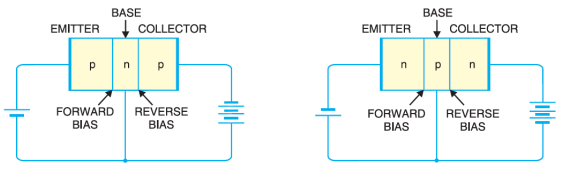 BASE
EMITTER COLLECTOR
p n p
FORWARD BIAS
REVERSE BIAS
BASE
EMITTER COLLECTOR
n p n
FORWARD BIAS
REVERSE BIAS